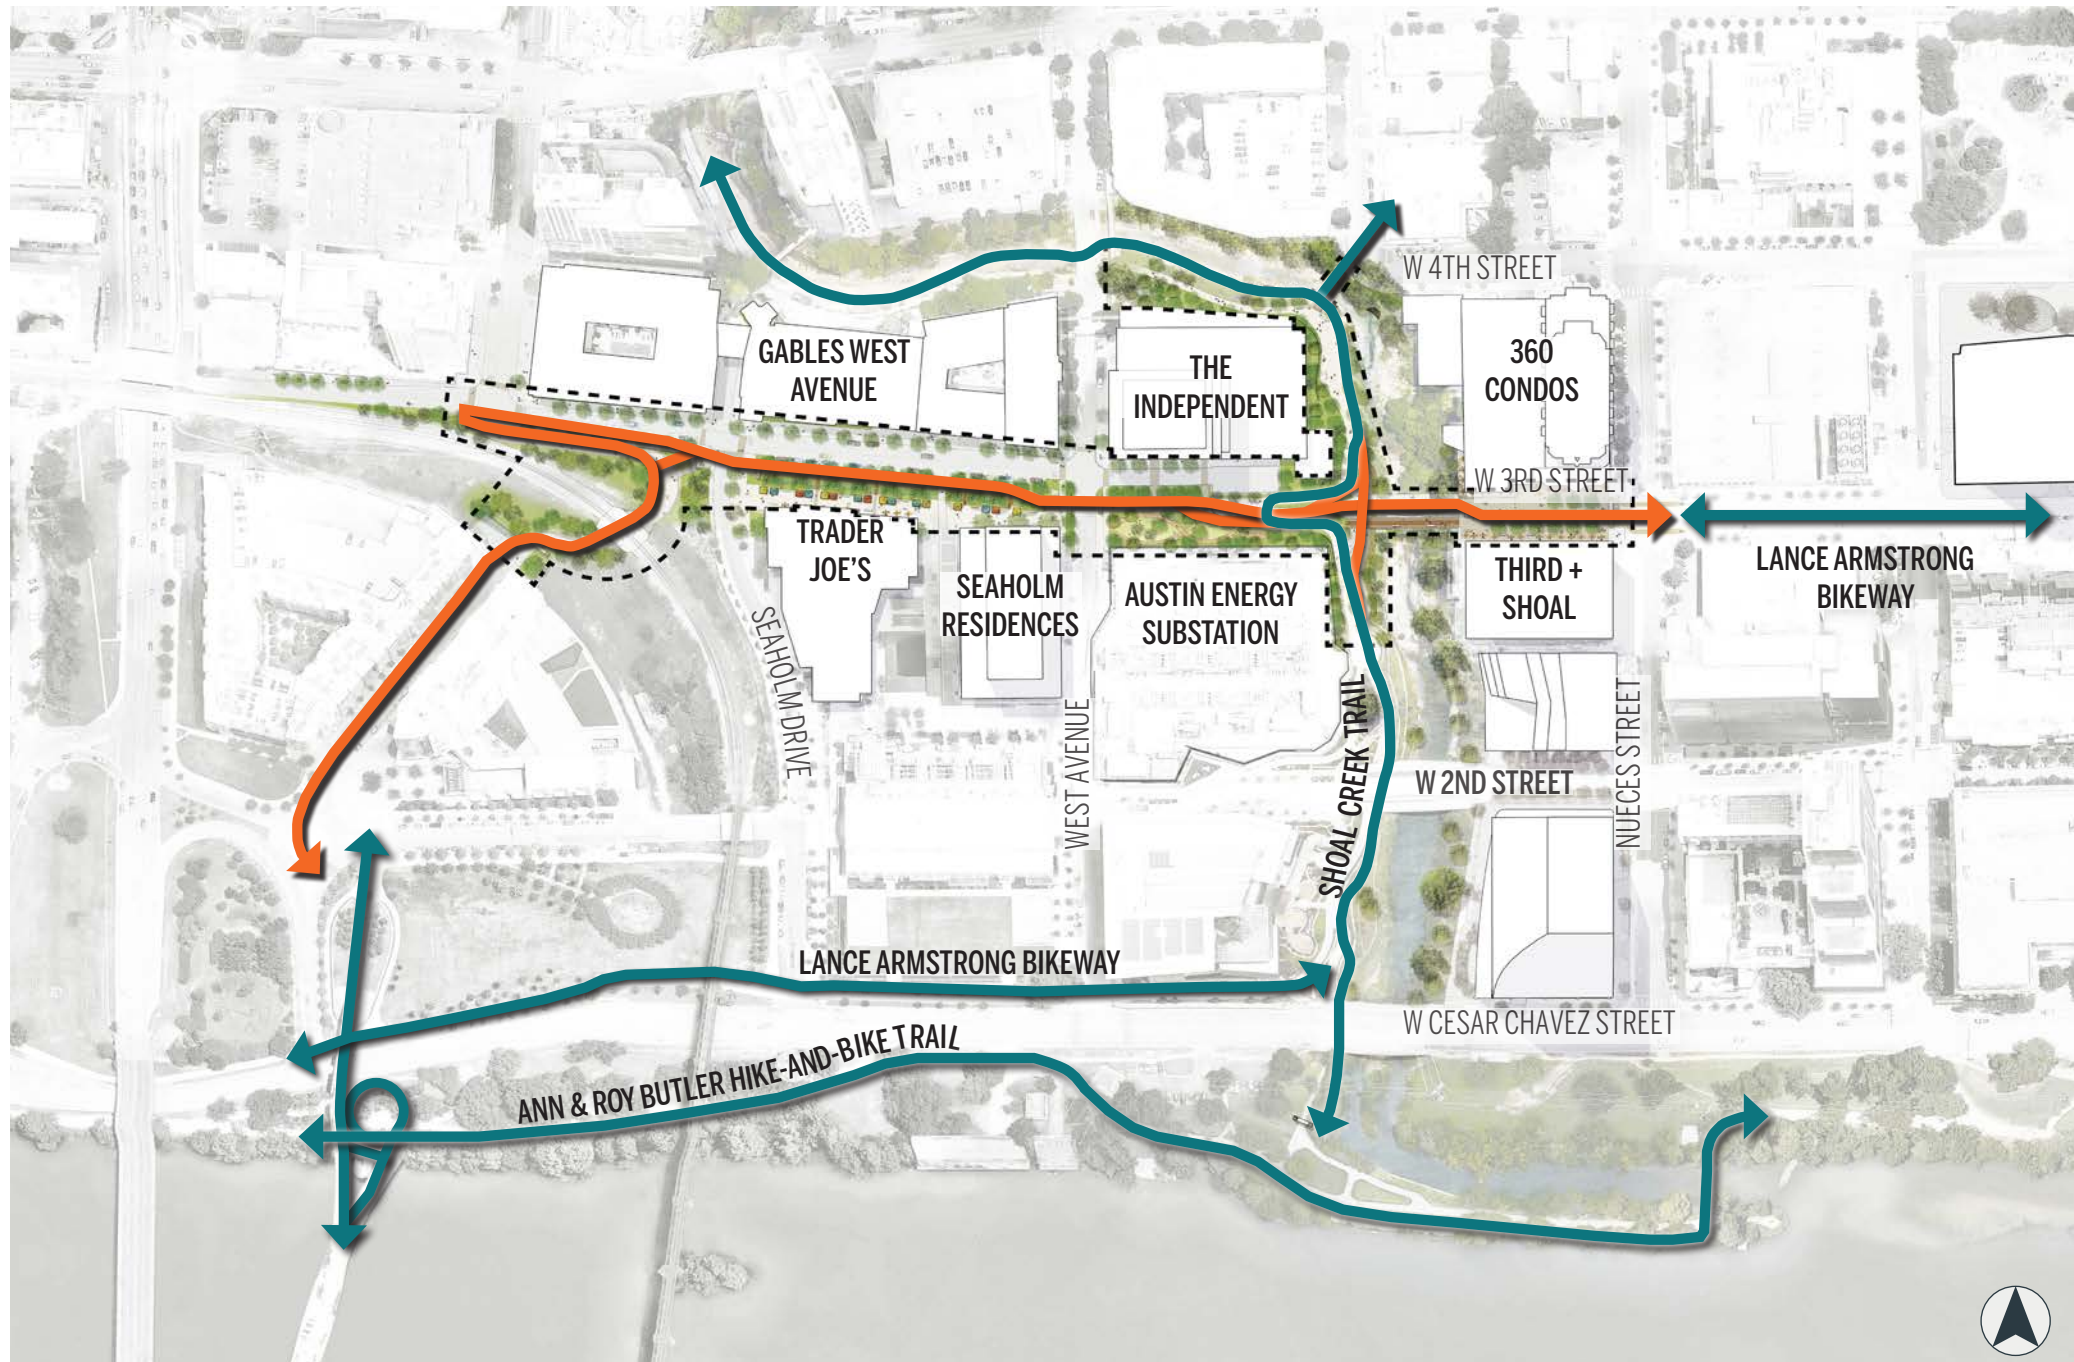 W 4TH STREET
GABLES WEST
AVENUE
THE
INDEPENDENT
360
CONDOS
W 3RD STREET
TRADER
JOE'S
SEAHOLM
RESIDENCES
AUSTIN ENERGY
SUBSTATION
THIRD +
SHOAL
LANCE ARMSTRONG
BIKEWAY
SEAHOLM DRIVE
WEST AVENUE
SHOAL CREEK TRAIL
W 2ND STREET
NUECES STREET
LANCE ARMSTRONG BIKEWAY
W CESAR CHAVEZ STREET
ANN & ROY BUTLER HIKE-AND-BIKE TRAIL